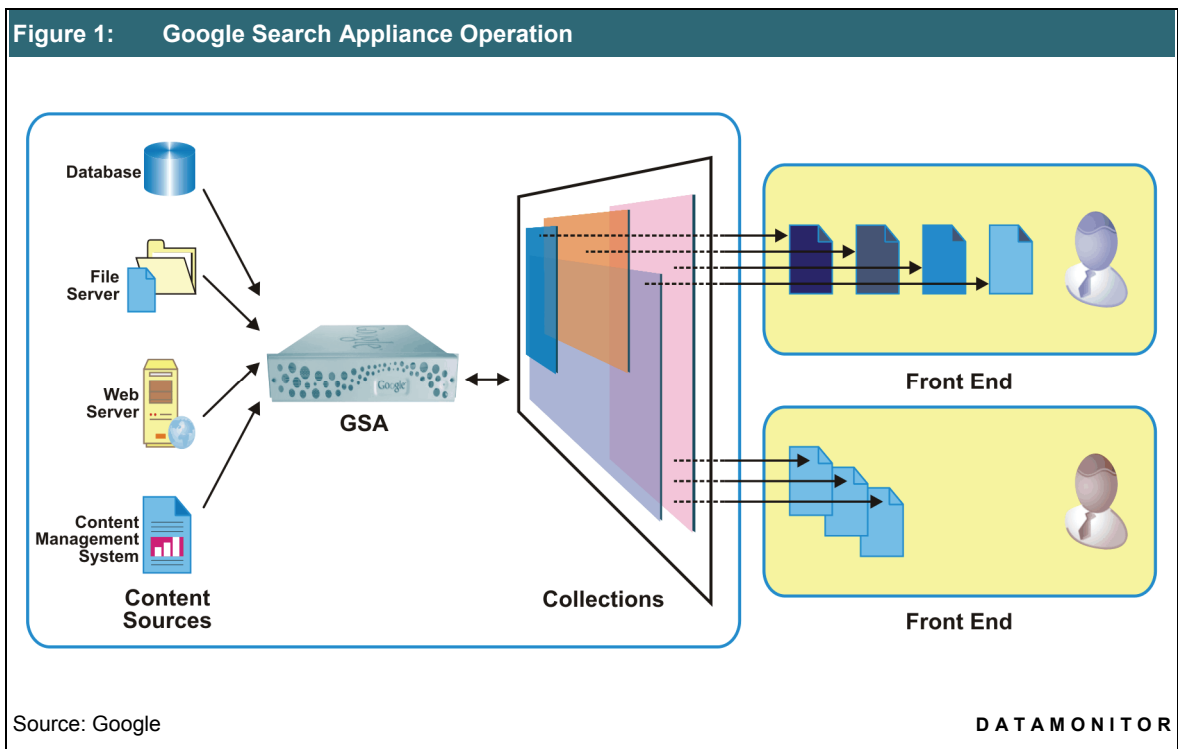 Figure 1: Google Search Appliance Operation
Database
File
Server
Web
Server
Content
Management
System
Content
Sources
Google
Google
GSA
Collections
Front End
Front End
Source: Google
DATAMONITOR